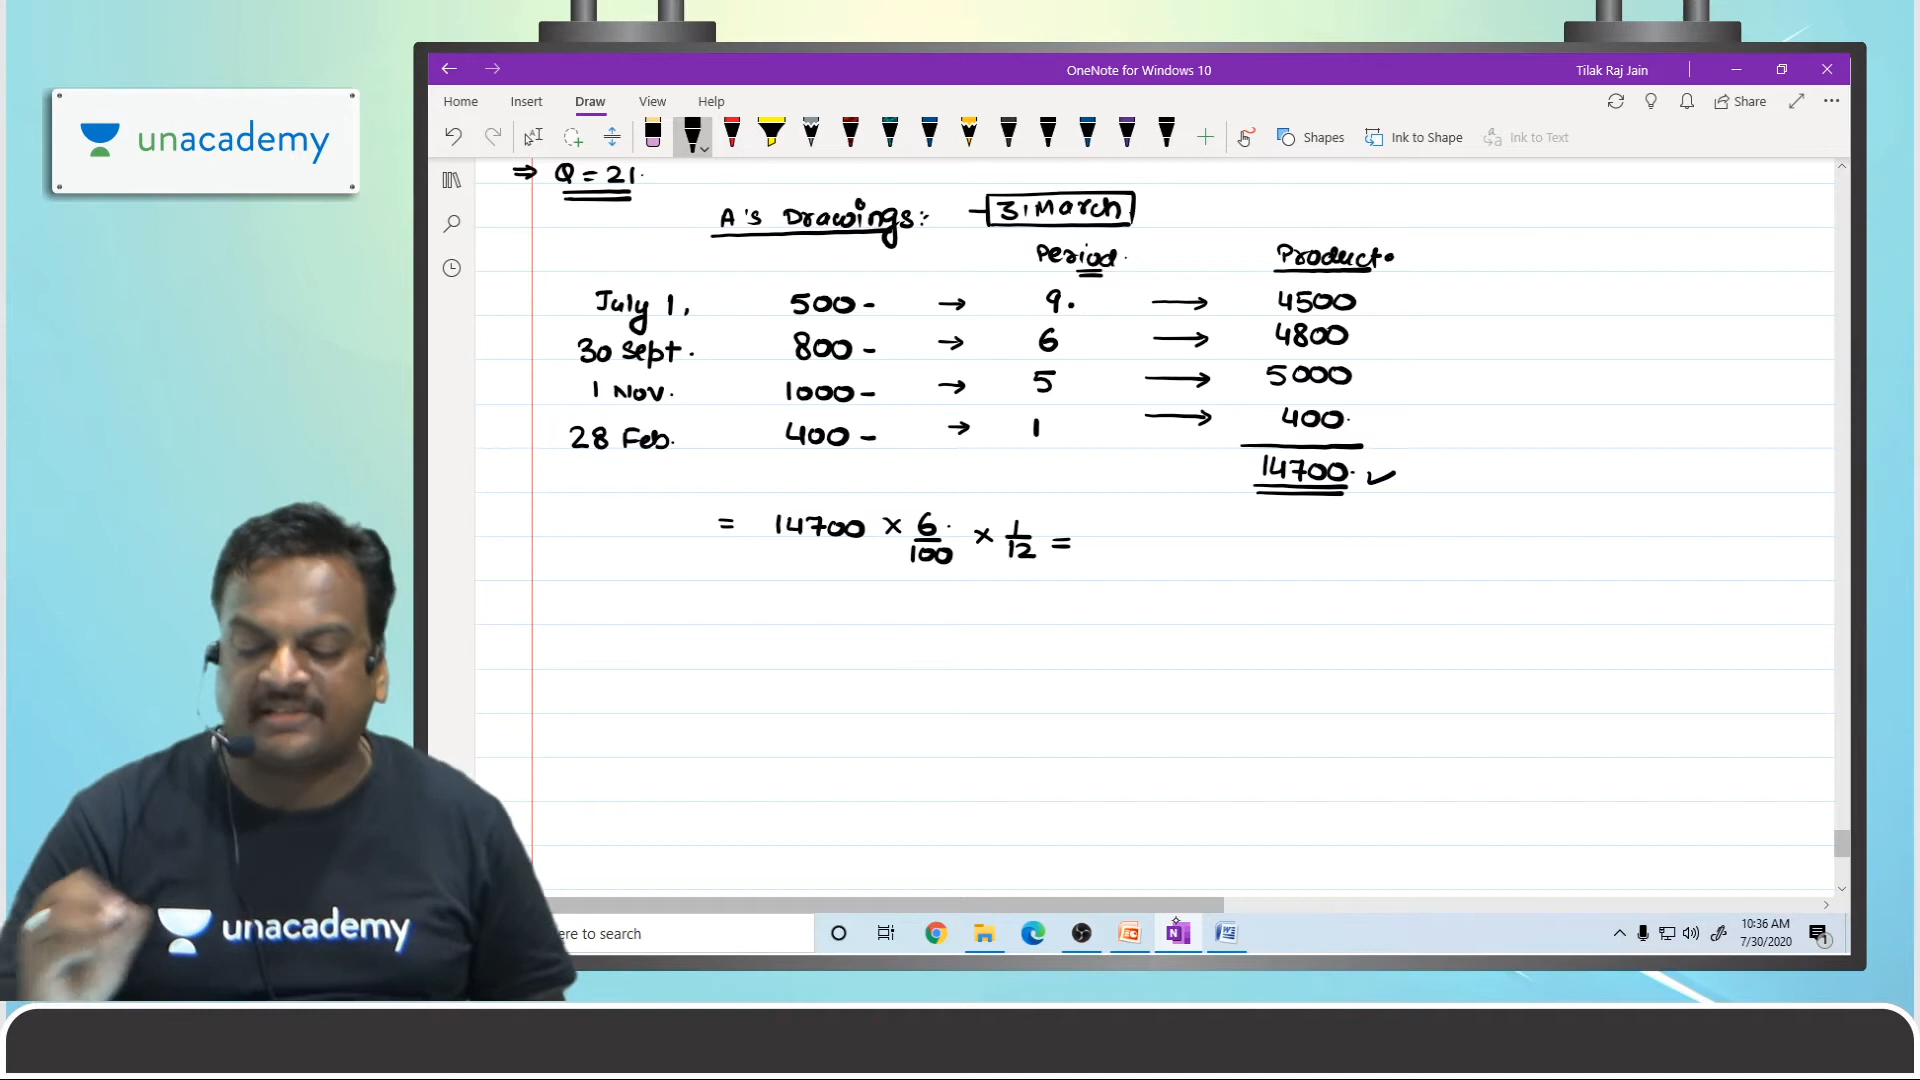 unacademy
OneNote for Windows 10
Tilak Raj Jain
Home Insert Draw View Help
Share
Shapes
Ink to Shape
Ink to Text
⇒ Q = 21.
A's Drawings: - 31 March
Period. Product.
July 1, 500 - → 9. → 4500
30 Sept. 800 - → 6 → 4800
1 Nov. 1000 - → 5 → 5000
28 Feb. 400 - → 1 → 400.
14700. ✓
= 14700 × 6/100 × 1/12 =
unacademy
ere to search
10:36 AM
7/30/2020
1